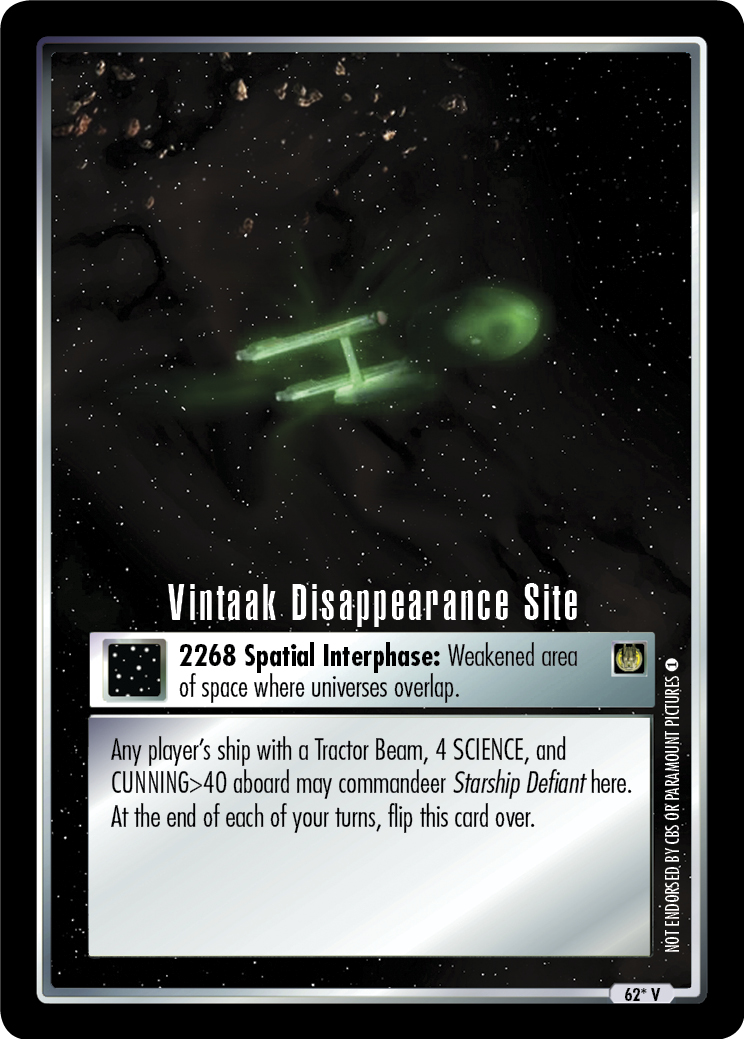 Vintaak Disappearance Site
2268 Spatial Interphase: Weakened area
of space where universes overlap.
Any player's ship with a Tractor Beam, 4 SCIENCE, and
CUNNING>40 aboard may commandeer Starship Defiant here.
At the end of each of your turns, flip this card over.
NOT ENDORSED BY CBS OR PARAMOUNT PICTURES 1
62* V